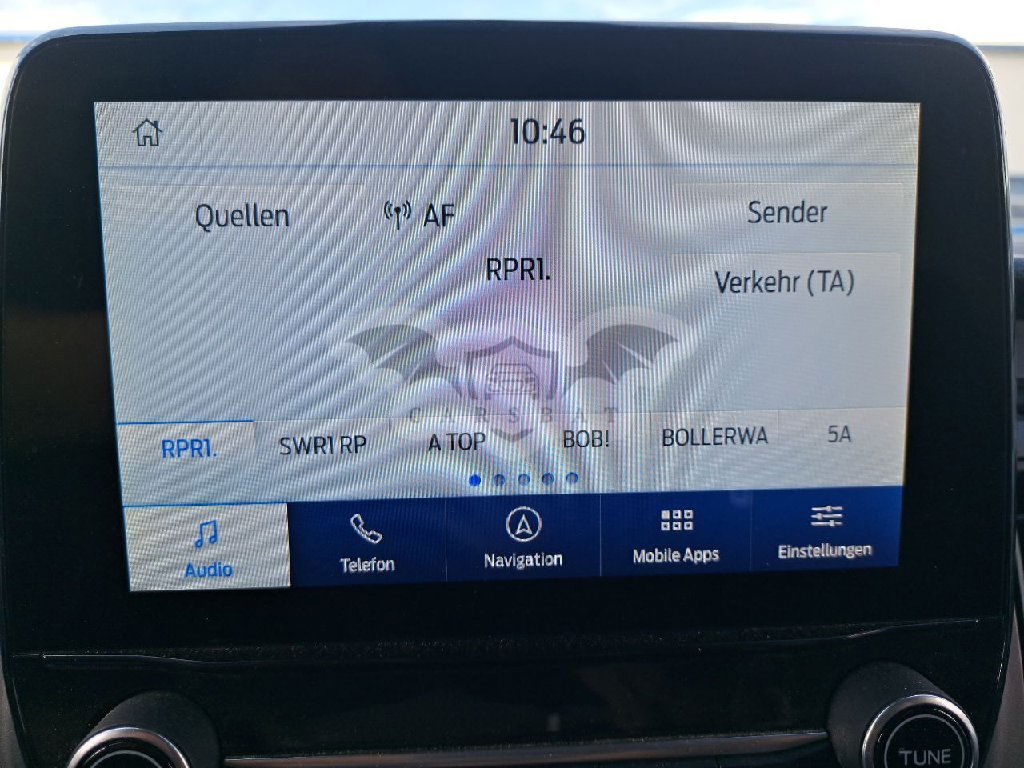 10:46
Quellen AF Sender
RPR1.
Verkehr (TA)
CARSBAT
RPR1. SWR1 RP A TOP BOB! BOLLERWA 5A
Audio Telefon Navigation Mobile Apps Einstellungen
TUNE